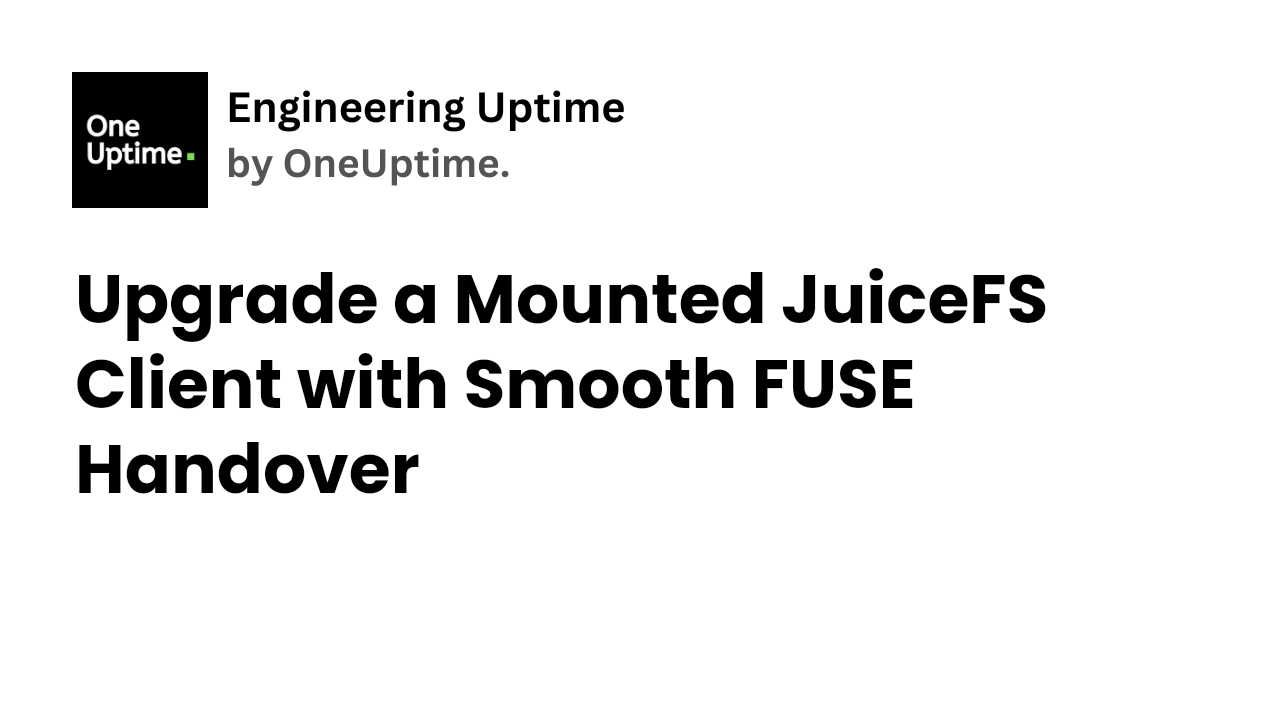 One
Uptime
Engineering Uptime
by OneUptime.
Upgrade a Mounted JuiceFS
Client with Smooth FUSE
Handover